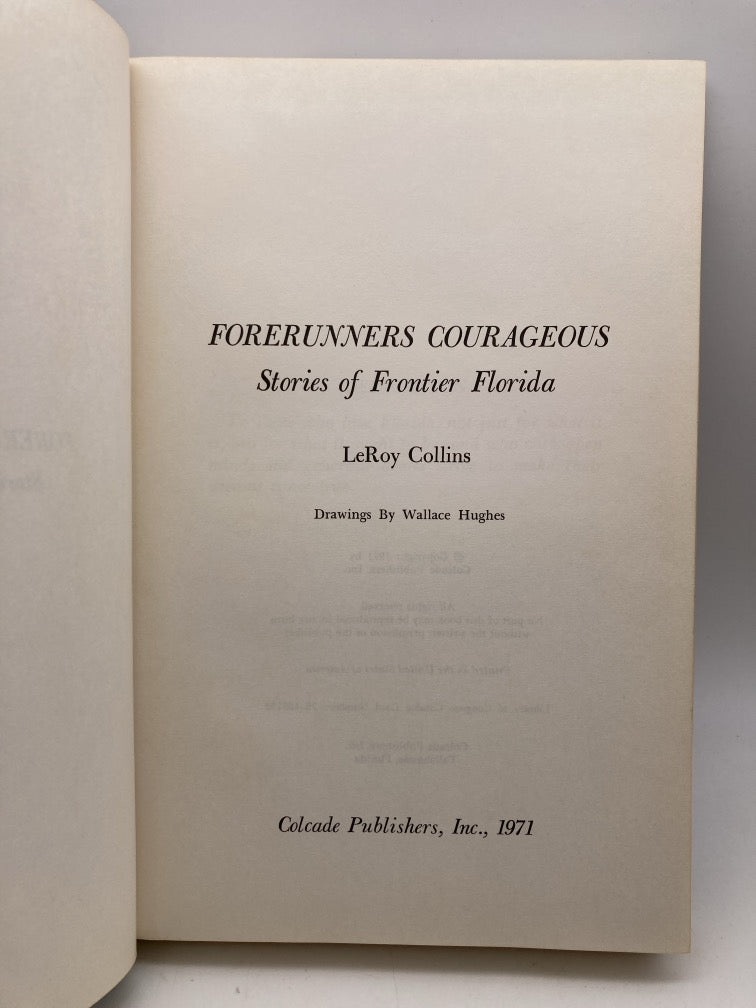 FORERUNNERS COURAGEOUS
Stories of Frontier Florida
LeRoy Collins
Drawings By Wallace Hughes
Colcade Publishers, Inc., 1971